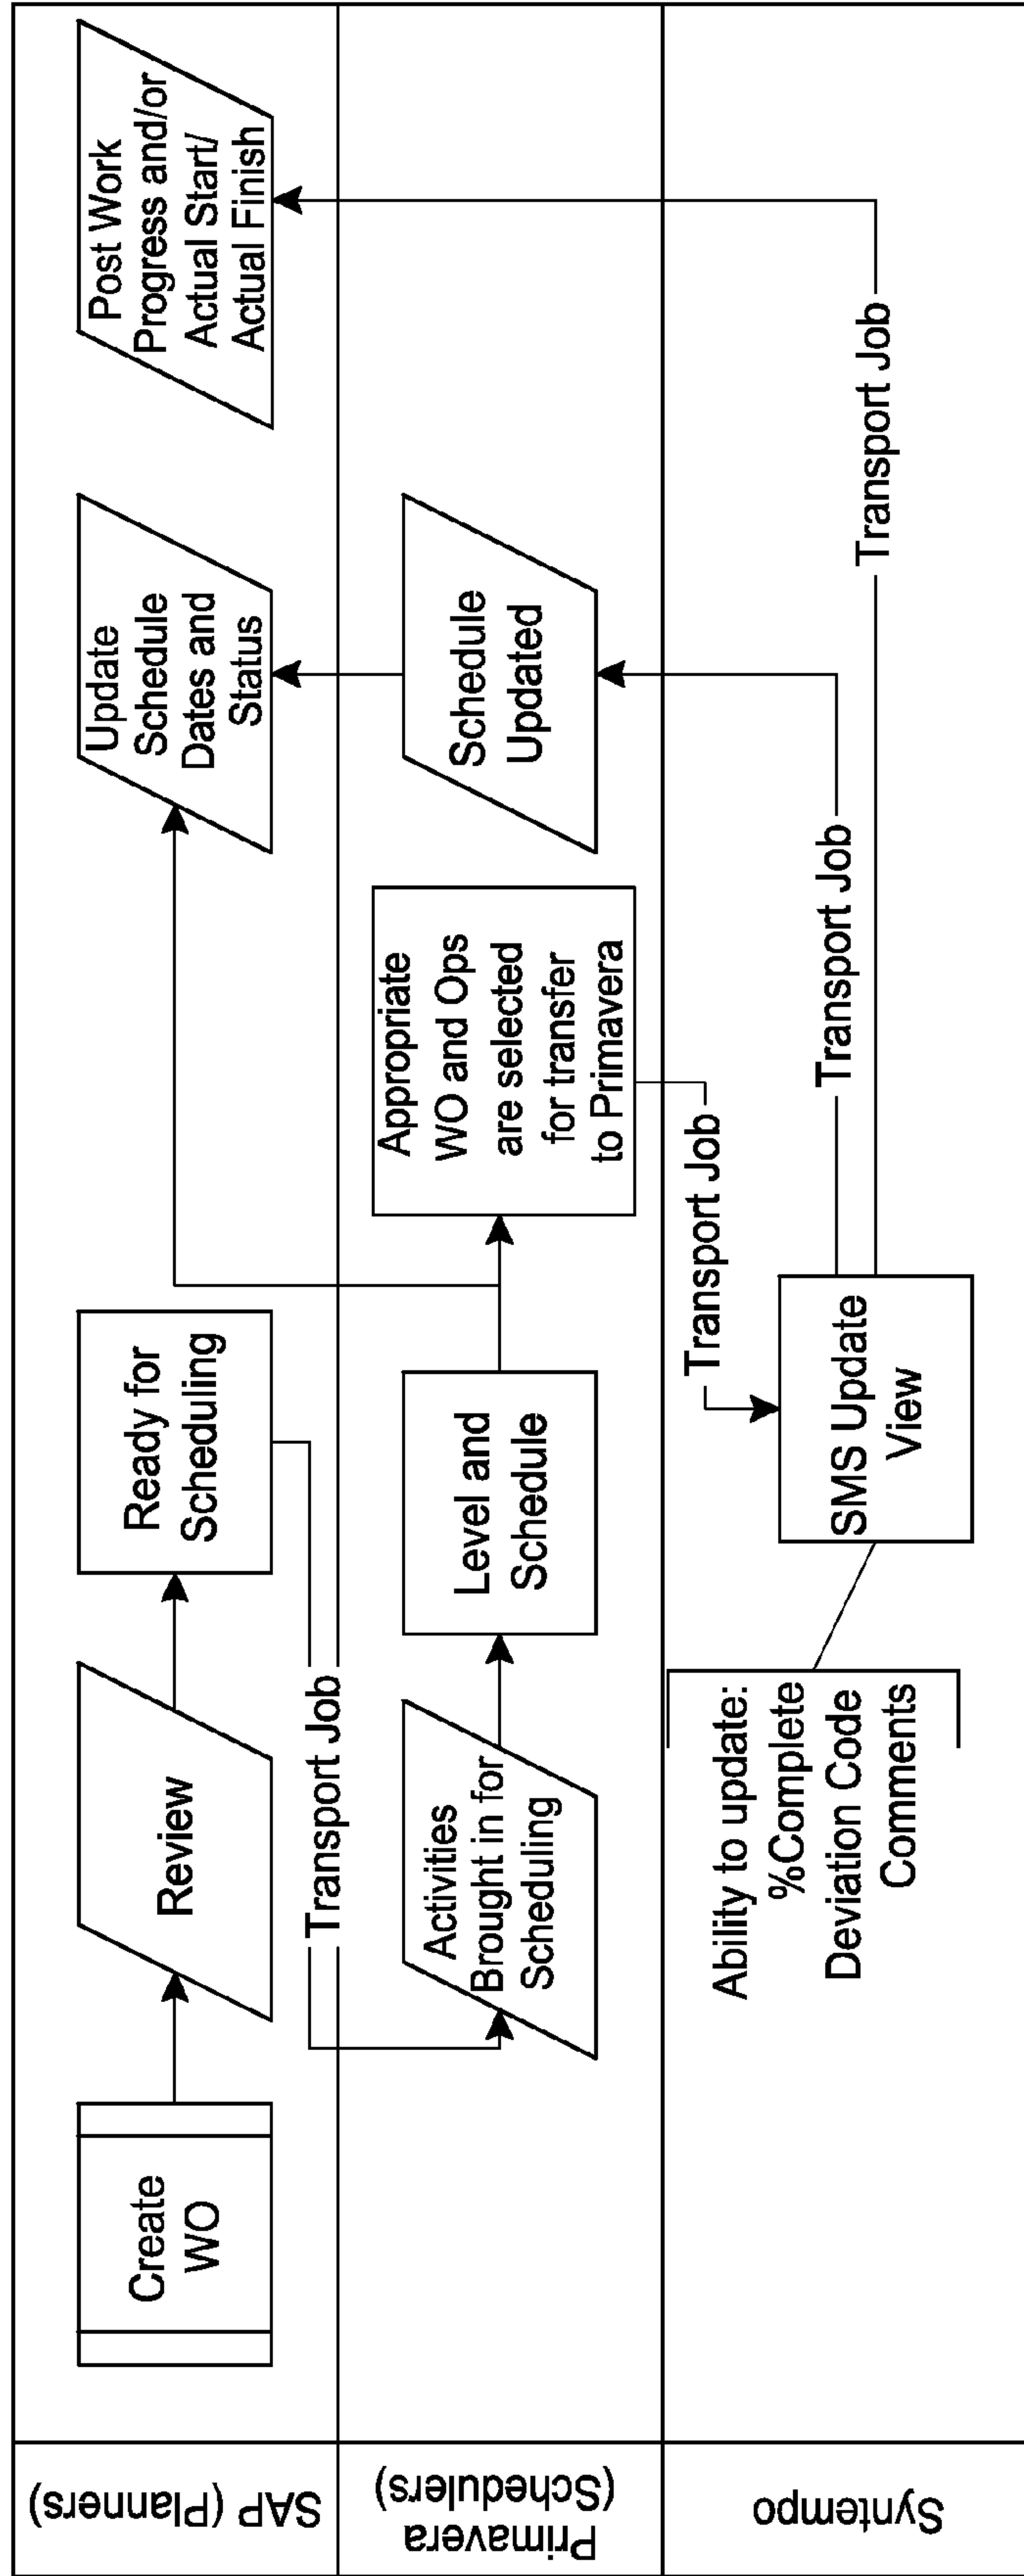 SAP (Planners)
Create
WO
Review
Ready for
Scheduling
Update
Schedule
Dates and
Status
Post Work
Progress and/or
Actual Start/
Actual Finish
Transport Job
Primavera
(Schedulers)
Activities
Brought in for
Scheduling
Level and
Schedule
Appropriate
WO and Ops
are selected
for transfer
to Primavera
Schedule
Updated
Syntempo
Ability to update:
%Complete
Deviation Code
Comments
SMS Update
View
Transport Job
Transport Job
Transport Job